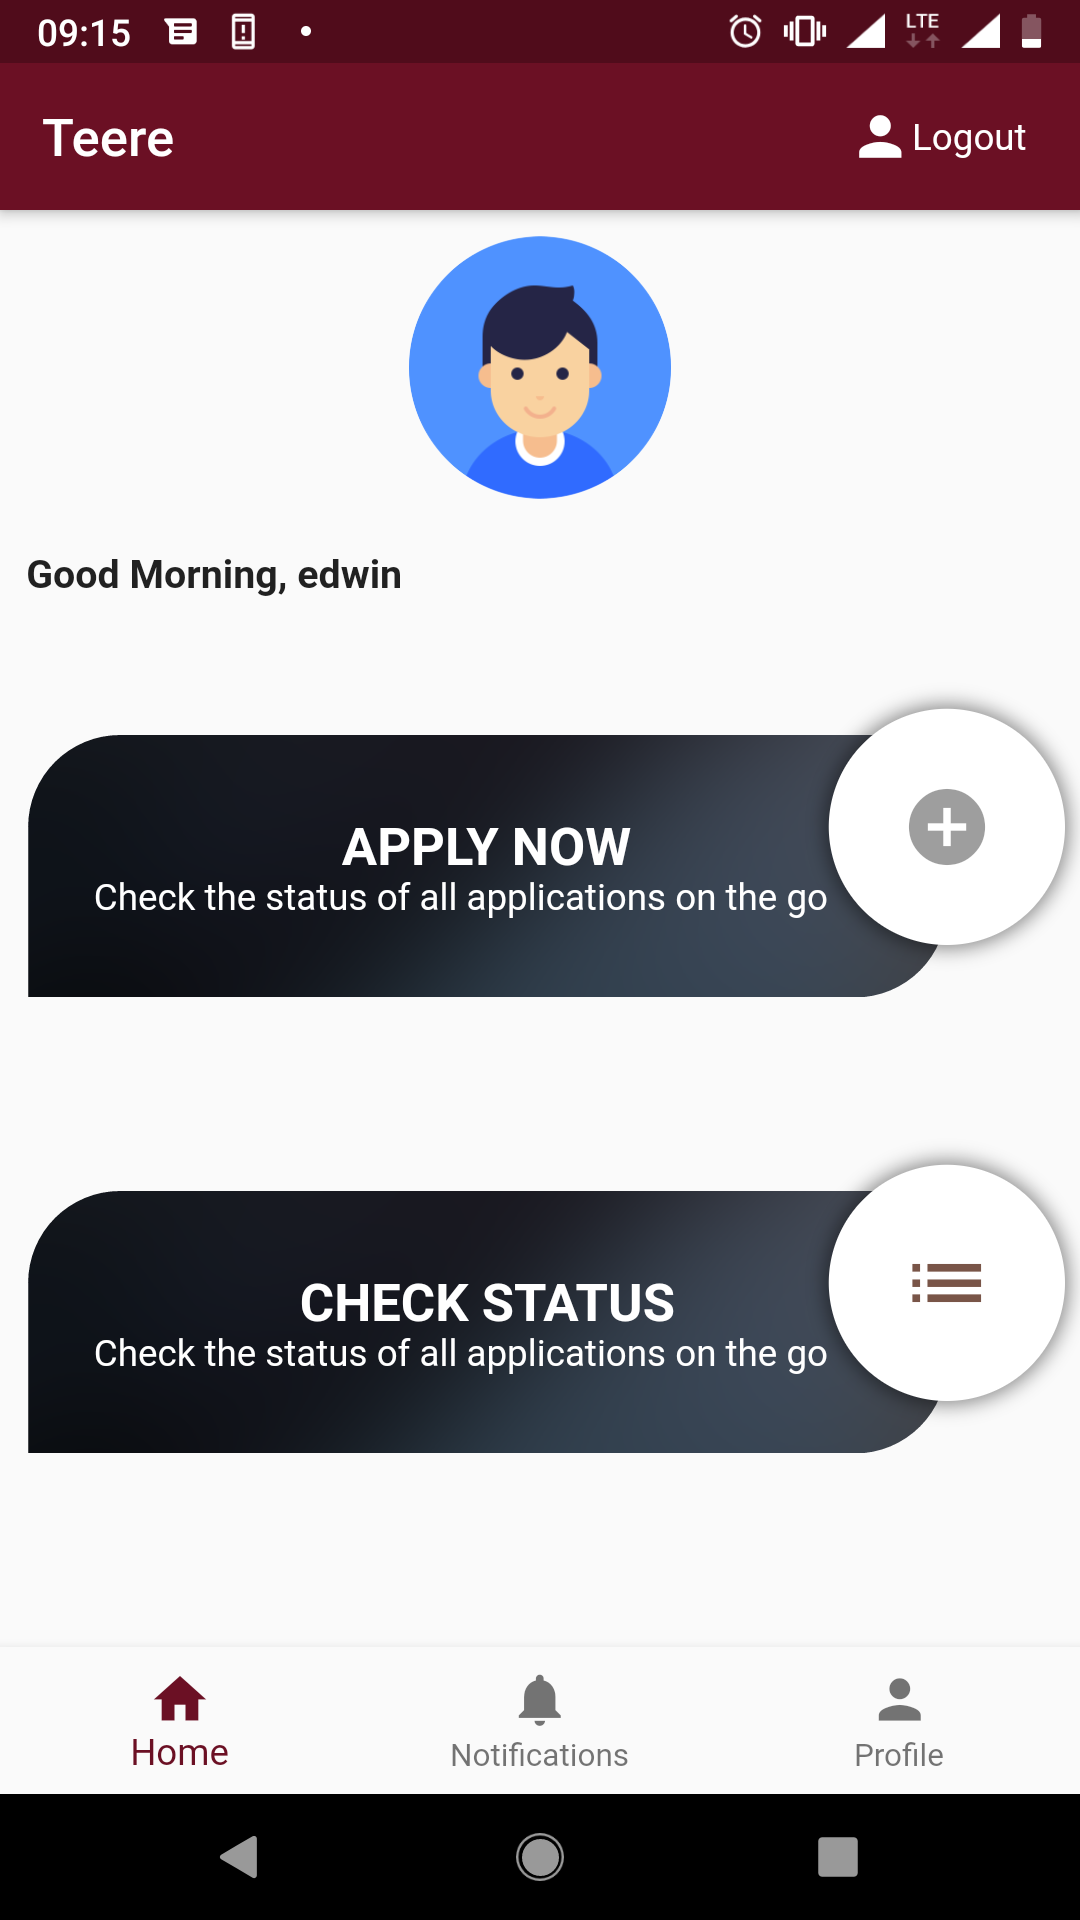 09:15
LTE
Teere
Logout
Good Morning, edwin
APPLY NOW
Check the status of all applications on the go
CHECK STATUS
Check the status of all applications on the go
Home
Notifications
Profile